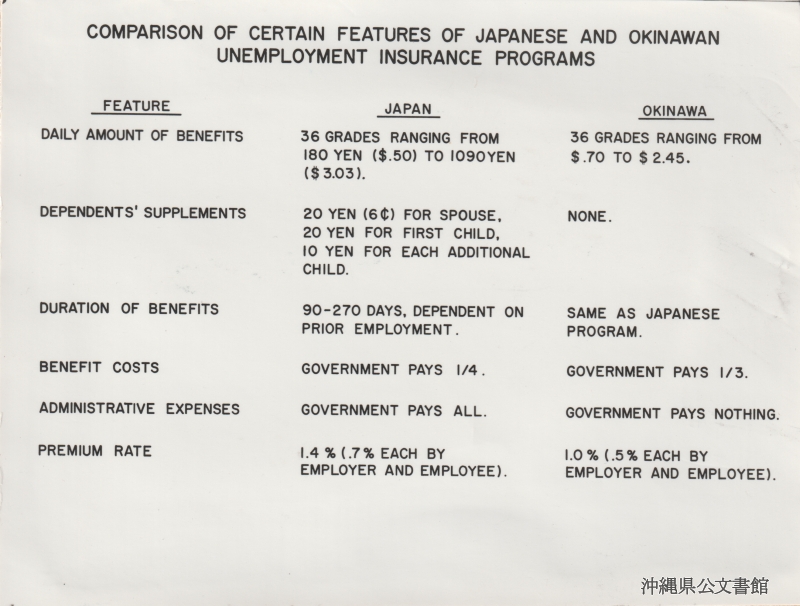 COMPARISON OF CERTAIN FEATURES OF JAPANESE AND OKINAWAN
UNEMPLOYMENT INSURANCE PROGRAMS
FEATURE
JAPAN
OKINAWA
DAILY AMOUNT OF BENEFITS
36 GRADES RANGING FROM
180 YEN ($.50) TO 1090 YEN
($3.03).
36 GRADES RANGING FROM
$.70 TO $2.45.
DEPENDENTS' SUPPLEMENTS
20 YEN (6¢) FOR SPOUSE,
20 YEN FOR FIRST CHILD,
10 YEN FOR EACH ADDITIONAL
CHILD.
NONE.
DURATION OF BENEFITS
90-270 DAYS, DEPENDENT ON
PRIOR EMPLOYMENT.
SAME AS JAPANESE
PROGRAM.
BENEFIT COSTS
GOVERNMENT PAYS 1/4.
GOVERNMENT PAYS 1/3.
ADMINISTRATIVE EXPENSES
GOVERNMENT PAYS ALL.
GOVERNMENT PAYS NOTHING.
PREMIUM RATE
1.4% (.7% EACH BY
EMPLOYER AND EMPLOYEE).
1.0% (.5% EACH BY
EMPLOYER AND EMPLOYEE).
沖縄県公文書館